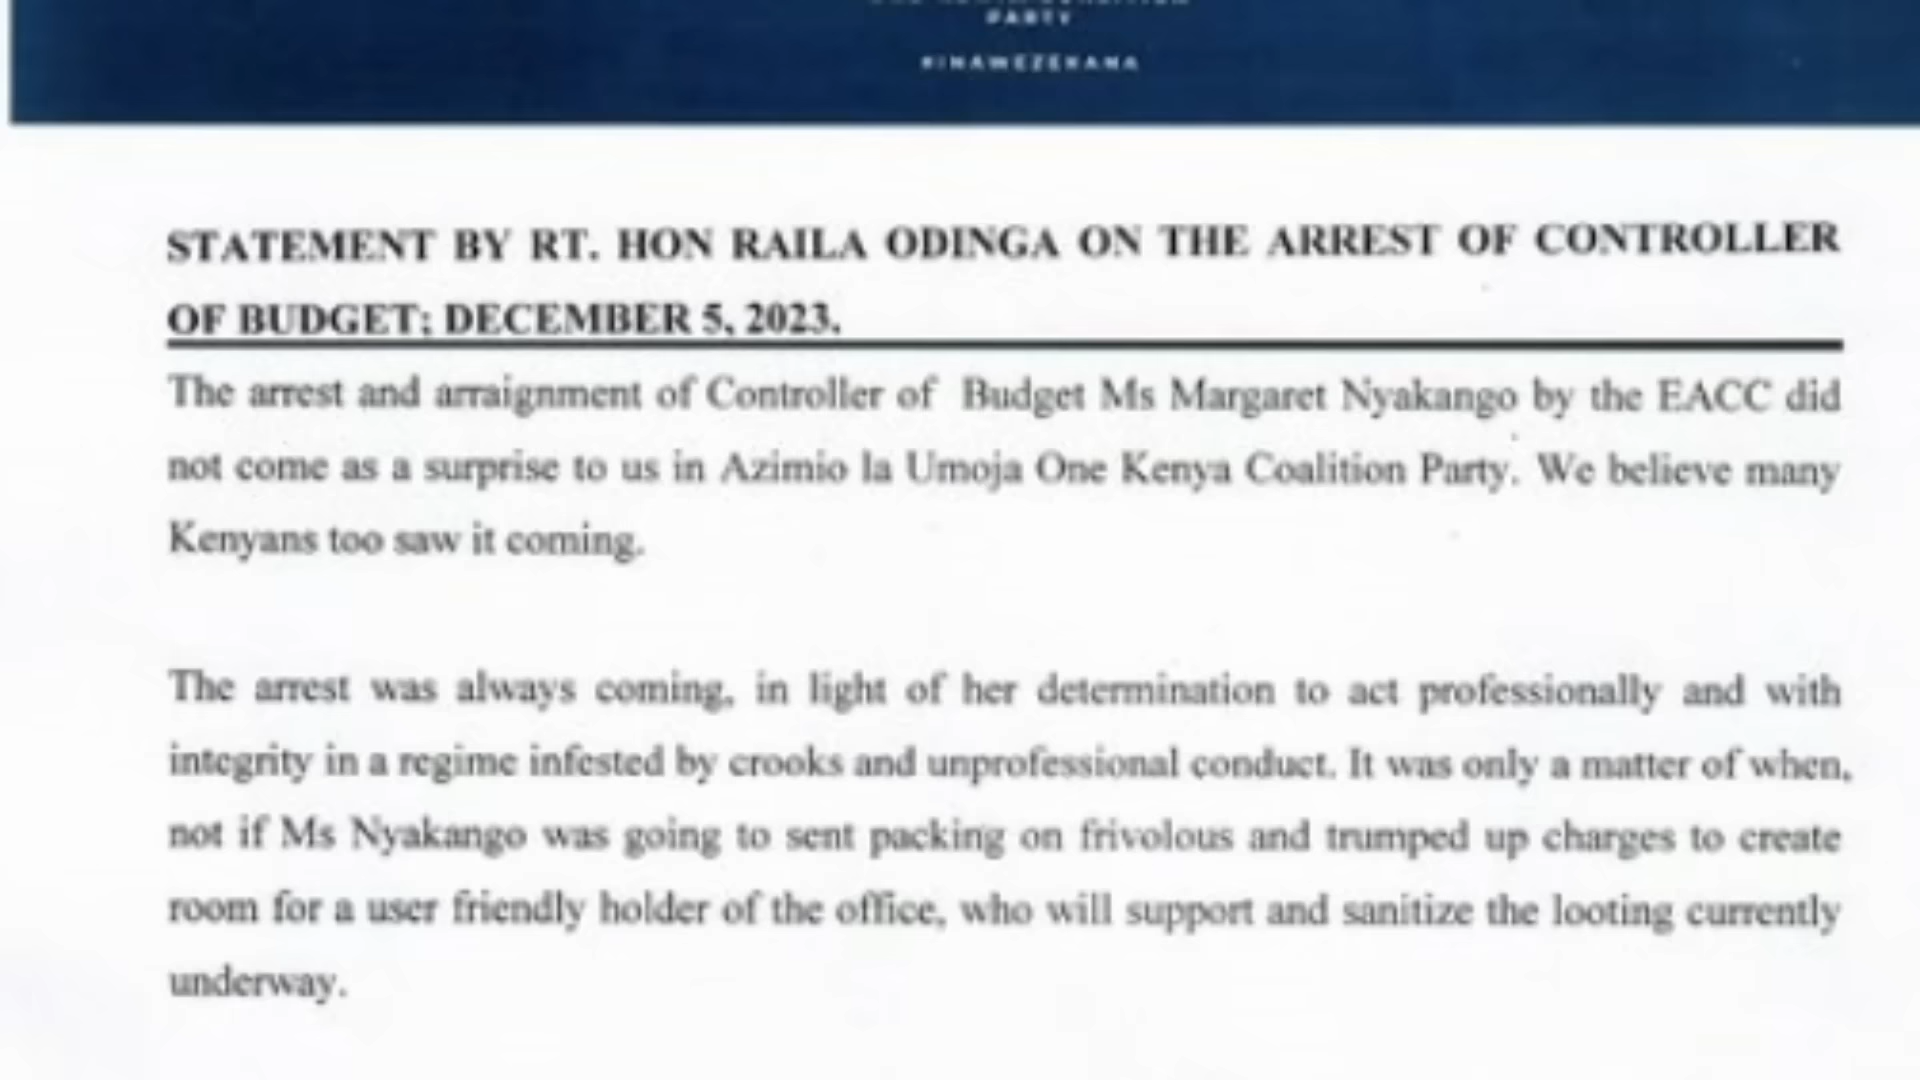 PARTY
#INAWEZEKANA
STATEMENT BY RT. HON RAILA ODINGA ON THE ARREST OF CONTROLLER
OF BUDGET; DECEMBER 5, 2023.
The arrest and arraignment of Controller of Budget Ms Margaret Nyakango by the EACC did
not come as a surprise to us in Azimio la Umoja One Kenya Coalition Party. We believe many
Kenyans too saw it coming.
The arrest was always coming, in light of her determination to act professionally and with
integrity in a regime infested by crooks and unprofessional conduct. It was only a matter of when,
not if Ms Nyakango was going to sent packing on frivolous and trumped up charges to create
room for a user friendly holder of the office, who will support and sanitize the looting currently
underway.